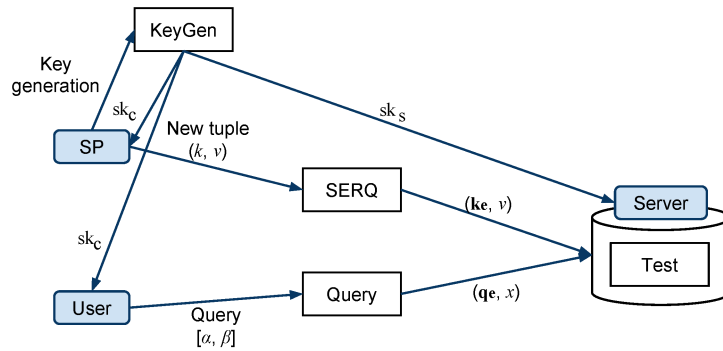 KeyGen
Key
generation
sk_c
sk_s
New tuple
(k, v)
SP
SERQ
(ke, v)
Server
Test
sk_c
User
Query
[α, β]
Query
(qe, x)